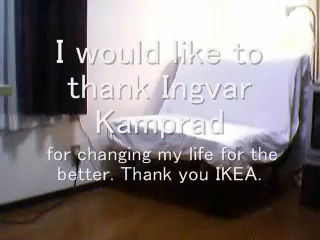 I would like to
thank Ingvar
Kamprad
for changing my life for the
better. Thank you IKEA.